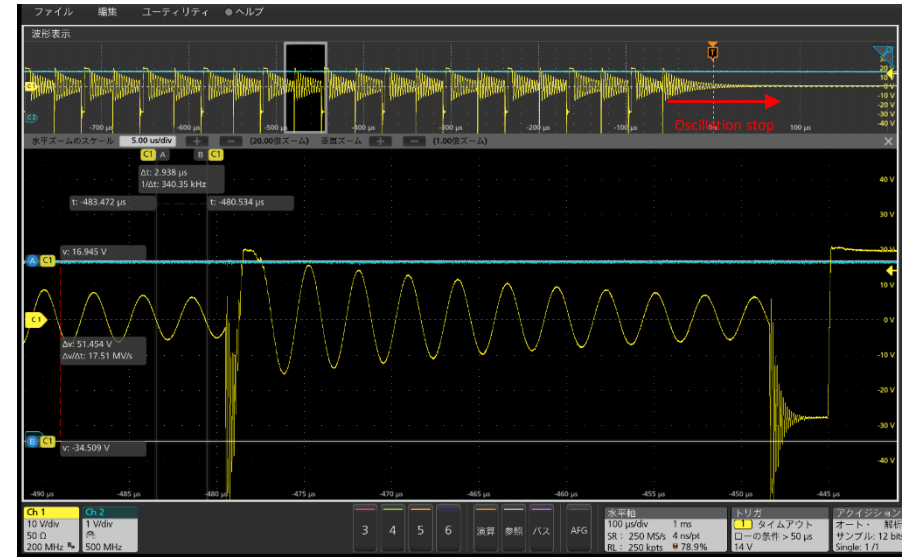 ファイル 編集 ユーティリティ ヘルプ
波形表示
T
C1
C2
20 V
10 V
0 V
-10 V
-20 V
-30 V
-40 V
-700 µs -600 µs -500 µs -400 µs -300 µs -200 µs -100 µs 100 µs
Oscillation stop
水平ズームのスケール 5.00 us/div + − (20.00倍ズーム) 垂直ズーム + − (1.00倍ズーム) ×
C1 A B C1
Δt: 2.938 µs
1/Δt: 340.35 kHz
t: -483.472 µs t: -480.534 µs
40 V
30 V
20 V
v: 16.945 V
A C1
10 V
C1
0 V
Δv: 51.454 V
Δv/Δt: 17.51 MV/s
-10 V
-20 V
-30 V
B C1
v: -34.509 V
-40 V
-490 µs -485 µs -480 µs -475 µs -470 µs -465 µs -460 µs -455 µs -450 µs -445 µs
Ch 1
10 V/div
50 Ω
200 MHz
Ch 2
1 V/div
500 MHz
3 4 5 6 演算 参照 バス AFG
水平軸
100 µs/div 1 ms
SR： 250 MS/s 4 ns/pt
RL： 250 kpts 78.9%
トリガ
1 タイムアウト
ローの条件 > 50 µs
14 V
アクイジション
オート、 解析
サンプル: 12 bits
Single: 1 /1